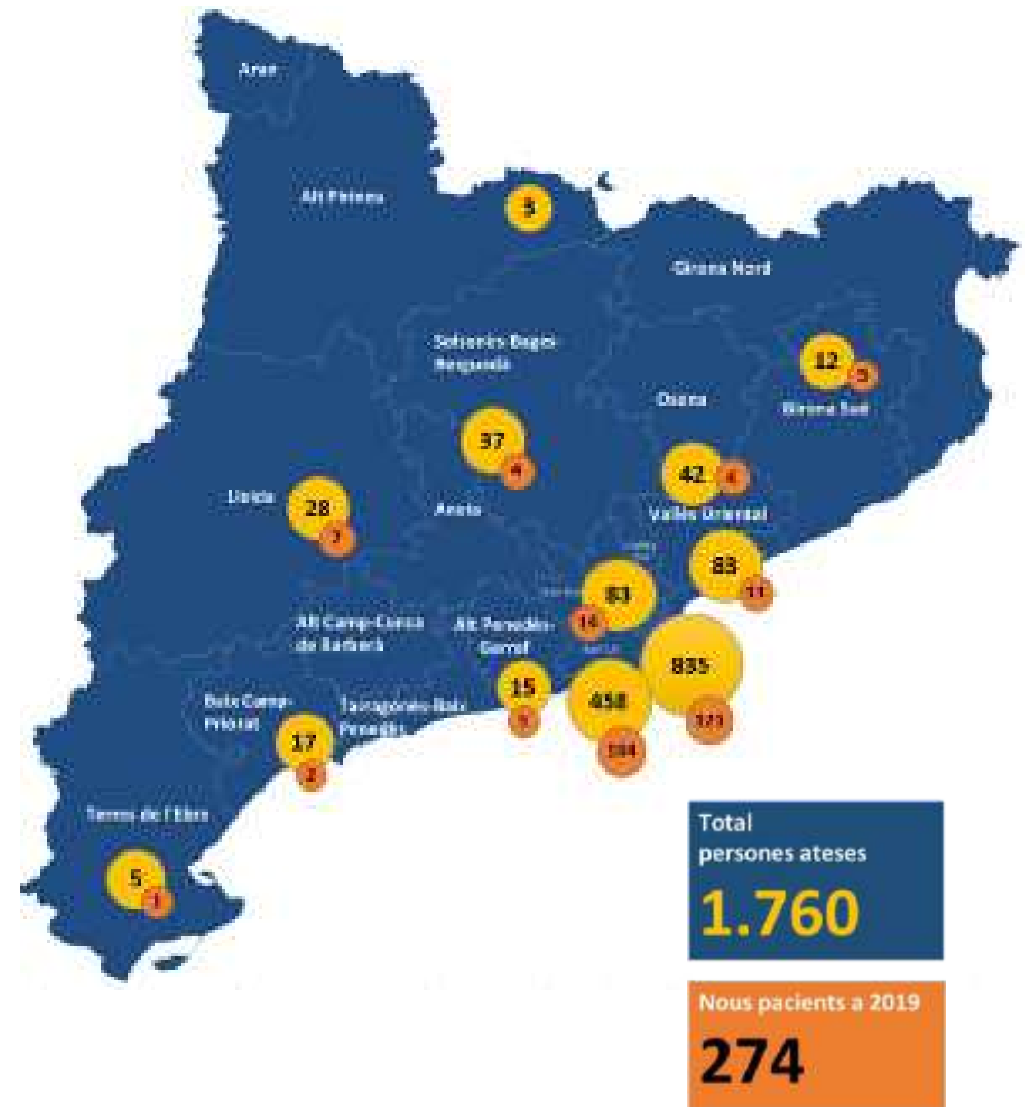 Aran
Alt Pirineu
5
Girona Nord
Solsonès-Bages-
Berguedà
12
Osona
Girona Sud
37
4
42
Lleida
28
7
Anoia
Vallès Oriental
83
11
83
Alt Camp-Conca
de Barberà
Alt Penedès-
Garraf
835
458
15
Baix Camp-
Priorat
Tarragonès-Baix
Penedès
17
2
Terres de l'Ebre
5
1
Total
persones ateses
1.760
Nous pacients a 2019
274